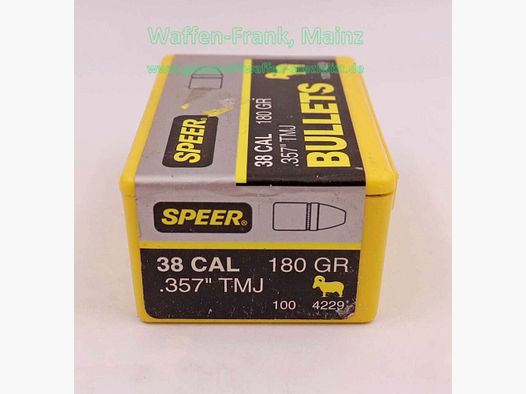 Waffen-Frank, Mainz
SPEER®
38 CAL 180 GR
.357" TMJ
BULLETS
SPEER®
38 CAL 180 GR
.357" TMJ
100 4229